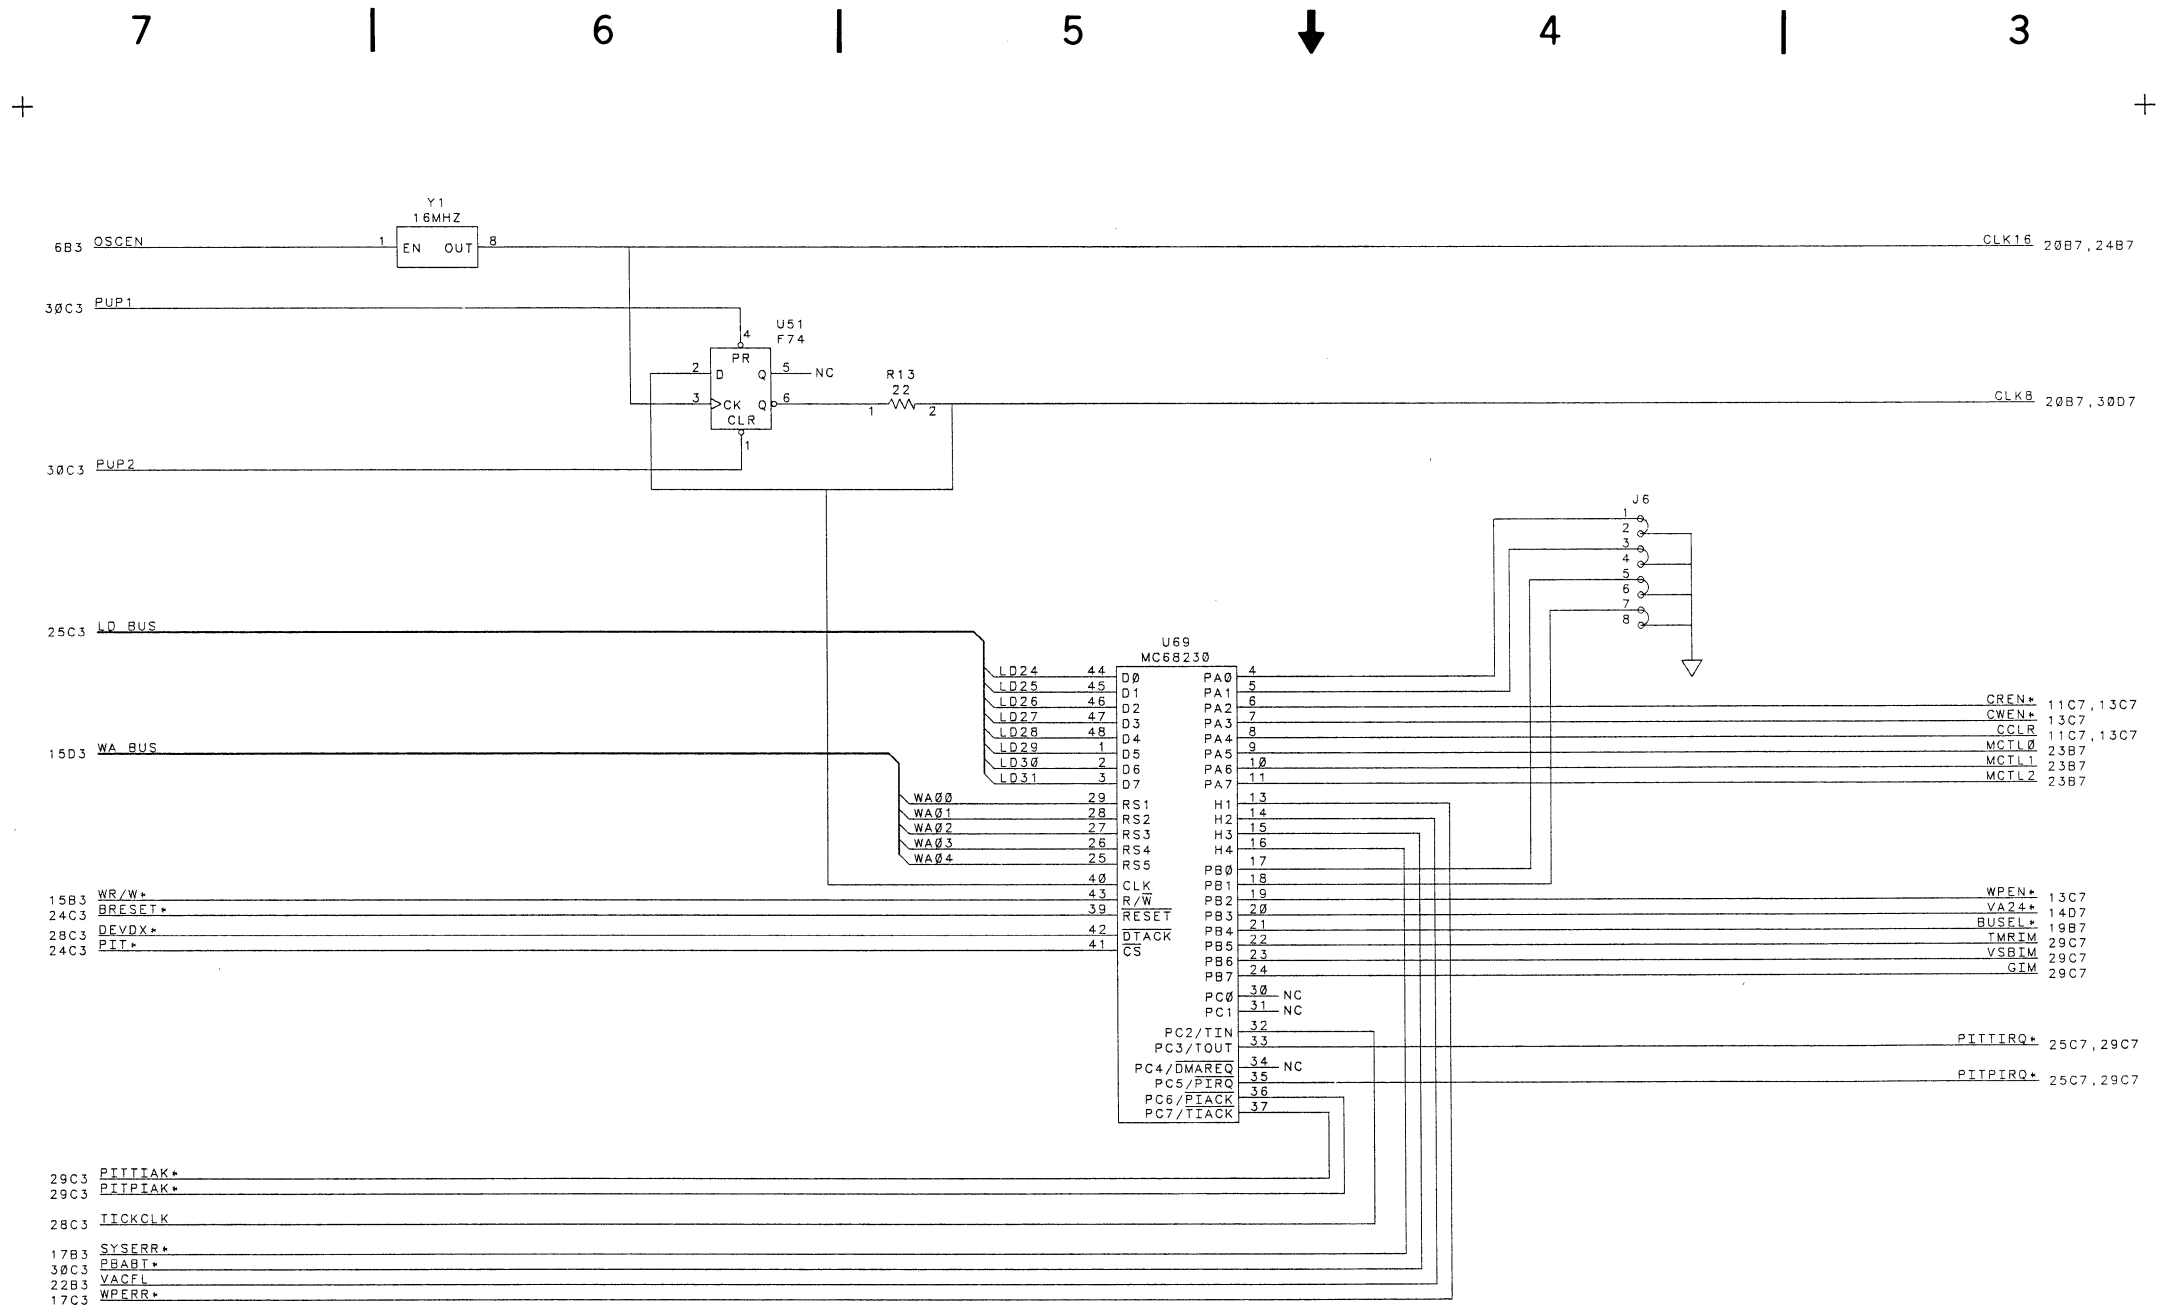 7 6 5 4 3
Y1
16MHZ
6B3 OSCEN 1 EN OUT 8 CLK16 20B7,24B7
30C3 PUP1
U51
F74
4
PR
2 D Q 5 NC
R13
22
3 CK Q 6 1 2 CLK8 20B7,30D7
CLR
1
30C3 PUP2
J6
1
2
3
4
5
6
7
8
25C3 LD BUS
U69
MC68230
LD24 44 D0 PA0 4
LD25 45 D1 PA1 5
LD26 46 D2 PA2 6 CREN* 11C7,13C7
LD27 47 D3 PA3 7 CWEN* 13C7
LD28 48 D4 PA4 8 CCLR 11C7,13C7
15D3 WA BUS LD29 1 D5 PA5 9 MCTL0 23B7
LD30 2 D6 PA6 10 MCTL1 23B7
LD31 3 D7 PA7 11 MCTL2 23B7
WA00 29 RS1 H1 13
WA01 28 RS2 H2 14
WA02 27 RS3 H3 15
WA03 26 RS4 H4 16
WA04 25 RS5 PB0 17
40 CLK PB1 18
15B3 WR/W* 43 R/W PB2 19 WPEN* 13C7
24C3 BRESET* 39 RESET PB3 20 VA24* 14D7
PB4 21 BUSEL* 19B7
28C3 DEVDX* 42 DTACK PB5 22 TMRIM 29C7
24C3 PIT* 41 CS PB6 23 VSBIM 29C7
PB7 24 GIM 29C7
PC0 30 NC
PC1 31 NC
PC2/TIN 32
PC3/TOUT 33 PITTIRQ* 25C7,29C7
PC4/DMAREQ 34 NC
PC5/PIRQ 35 PITPIRQ* 25C7,29C7
PC6/PIACK 36
PC7/TIACK 37
29C3 PITTIAK*
29C3 PITPIAK*
28C3 TICKCLK
17B3 SYSERR*
30C3 PBABT*
22B3 VACFL
17C3 WPERR*